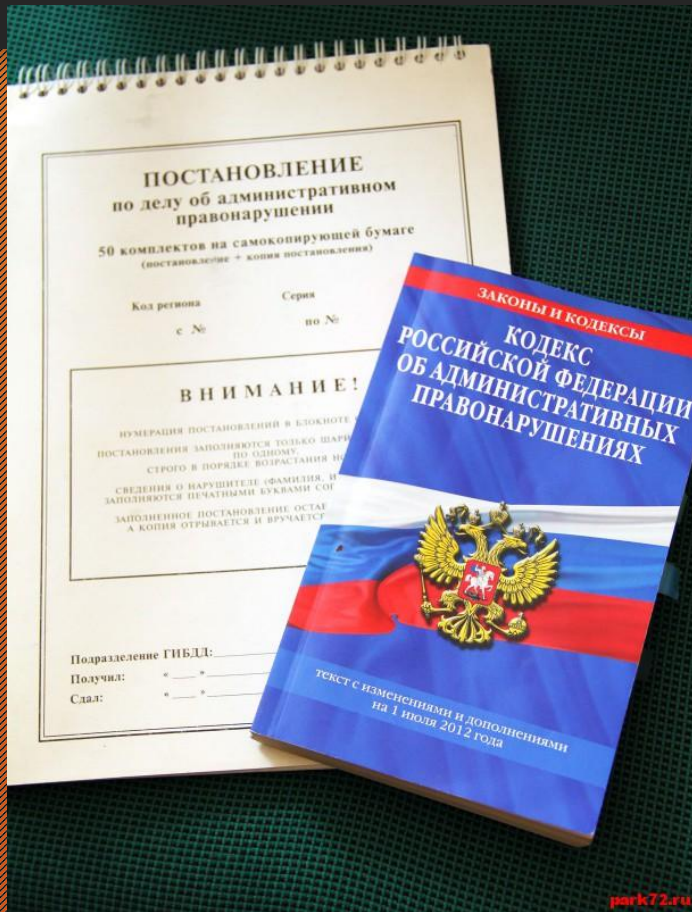 ПОСТАНОВЛЕНИЕ
по делу об административном
правонарушении
50 комплектов на самокопирующей бумаге
(постановление + копия постановления)
Код региона Серия
с № по №
ВНИМАНИЕ!
НУМЕРАЦИЯ ПОСТАНОВЛЕНИЙ В БЛОКНОТЕ
ПОСТАНОВЛЕНИЯ ЗАПОЛНЯЮТСЯ ТОЛЬКО
ПО ОДНОМУ,
СТРОГО В ПОРЯДКЕ ВОЗРАСТАНИЯ
СВЕДЕНИЯ О НАРУШИТЕЛЕ (ФАМИЛИЯ,
ЗАПОЛНЯЮТСЯ ПЕЧАТНЫМИ БУКВАМИ
ЗАПОЛНЕННОЕ ПОСТАНОВЛЕНИЕ
А КОПИЯ ОТРЫВАЕТСЯ И
Подразделение ГИБДД:
Получил: « ___ »
Сдал: « ___ »
ЗАКОНЫ И КОДЕКСЫ
КОДЕКС
РОССИЙСКОЙ ФЕДЕРАЦИИ
ОБ АДМИНИСТРАТИВНЫХ
ПРАВОНАРУШЕНИЯХ
ТЕКСТ С ИЗМЕНЕНИЯМИ И ДОПОЛНЕНИЯМИ
на 1 июля 2012 года
park72.ru